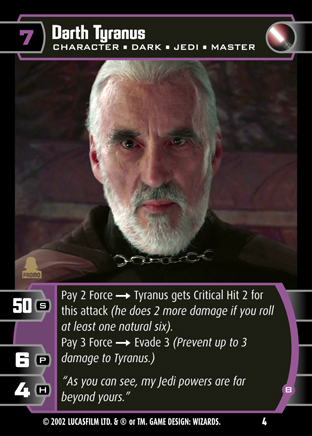 7
Darth Tyranus
CHARACTER ▪ DARK ▪ JEDI ▪ MASTER
PROMO
50 S
6 P
4 H
Pay 2 Force → Tyranus gets Critical Hit 2 for
this attack (he does 2 more damage if you roll
at least one natural six).
Pay 3 Force → Evade 3 (Prevent up to 3
damage to Tyranus.)
"As you can see, my Jedi powers are far
beyond yours."
© 2002 LUCASFILM LTD. & ® or TM. GAME DESIGN: WIZARDS.
4